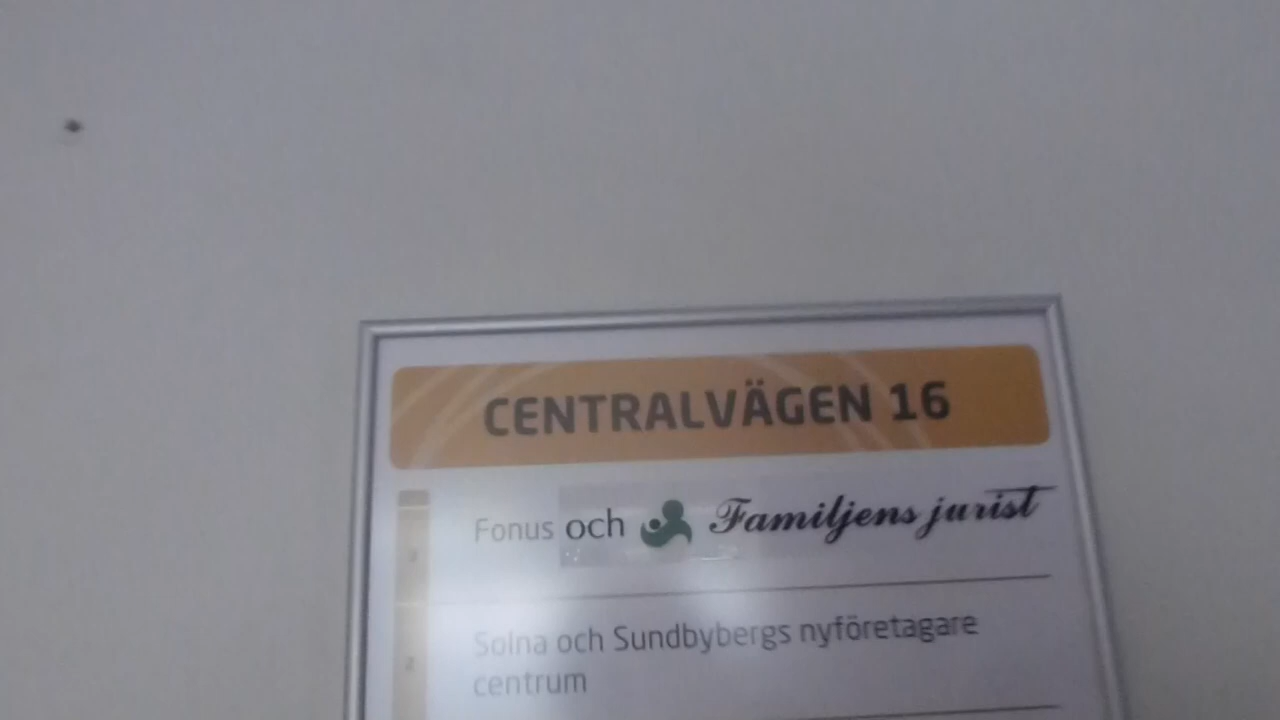 CENTRALVÄGEN 16
Fonus och Familjens jurist
Solna och Sundbybergs nyföretagare
centrum